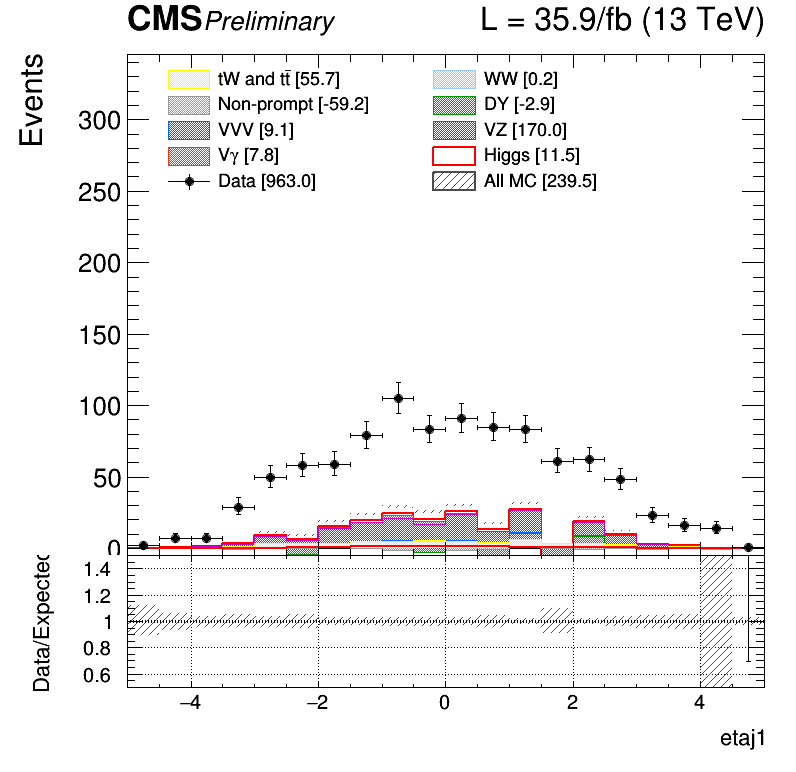 CMS Preliminary L = 35.9/fb (13 TeV)
Events
tW and tt̄ [55.7] WW [0.2]
Non-prompt [-59.2] DY [-2.9]
VVV [9.1] VZ [170.0]
Vγ [7.8] Higgs [11.5]
Data [963.0] All MC [239.5]
300
250
200
150
100
50
0
Data/Expected
1.4
1.2
1
0.8
0.6
−4 −2 0 2 4
etaj1